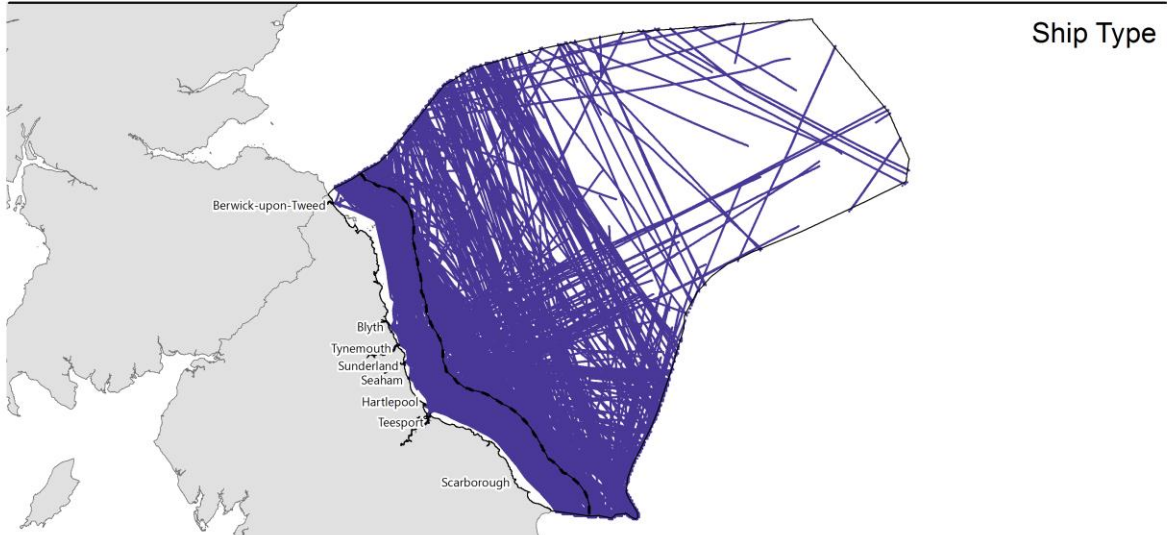 Ship Type
Berwick-upon-Tweed
Blyth
Tynemouth
Sunderland
Seaham
Hartlepool
Teesport
Scarborough